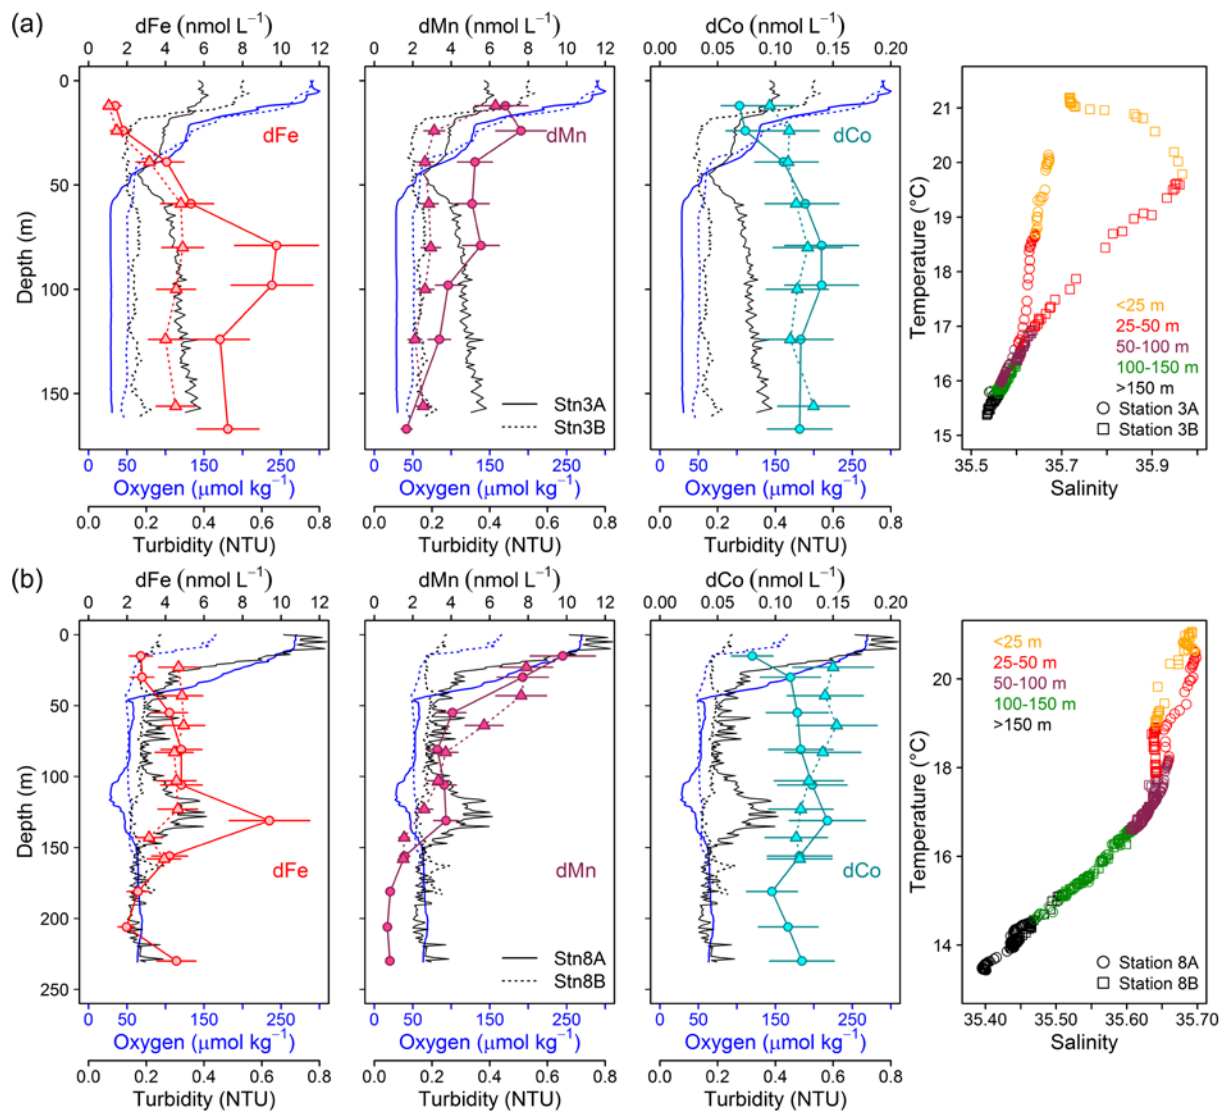 (a)
dFe (nmol L⁻¹)
dMn (nmol L⁻¹)
dCo (nmol L⁻¹)
0 2 4 6 8 10 12
0 2 4 6 8 10 12
0.00 0.05 0.10 0.15 0.20
Depth (m)
0
50
100
150
dFe
dMn
dCo
Stn3A
Stn3B
0 50 150 250
0 50 150 250
0 50 150 250
Oxygen (μmol kg⁻¹)
Oxygen (μmol kg⁻¹)
Oxygen (μmol kg⁻¹)
0.0 0.2 0.4 0.6 0.8
0.0 0.2 0.4 0.6 0.8
0.0 0.2 0.4 0.6 0.8
Turbidity (NTU)
Turbidity (NTU)
Turbidity (NTU)
Temperature (°C)
21
20
19
18
17
16
15
<25 m
25-50 m
50-100 m
100-150 m
>150 m
Station 3A
Station 3B
35.5 35.7 35.9
Salinity
(b)
dFe (nmol L⁻¹)
dMn (nmol L⁻¹)
dCo (nmol L⁻¹)
0 2 4 6 8 10 12
0 2 4 6 8 10 12
0.00 0.05 0.10 0.15 0.20
Depth (m)
0
50
100
150
200
250
dFe
dMn
dCo
Stn8A
Stn8B
0 50 150 250
0 50 150 250
0 50 150 250
Oxygen (μmol kg⁻¹)
Oxygen (μmol kg⁻¹)
Oxygen (μmol kg⁻¹)
0.0 0.2 0.4 0.6 0.8
0.0 0.2 0.4 0.6 0.8
0.0 0.2 0.4 0.6 0.8
Turbidity (NTU)
Turbidity (NTU)
Turbidity (NTU)
Temperature (°C)
20
18
16
14
<25 m
25-50 m
50-100 m
100-150 m
>150 m
Station 8A
Station 8B
35.40 35.50 35.60 35.70
Salinity